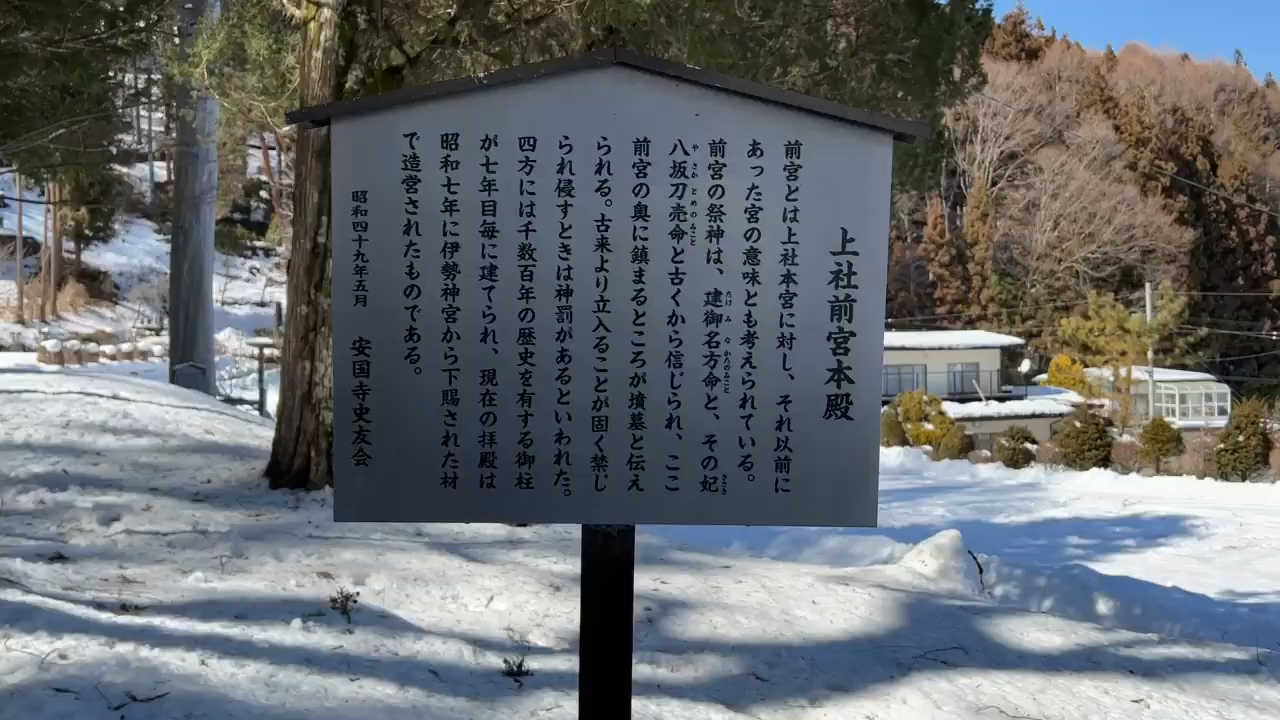 上社前宮本殿
前宮とは上社本宮に対し、それ以前に
あった宮の意味とも考えられている。
前宮の祭神は、建御名方命と、その妃
八坂刀売命と古くから信じられ、ここ
前宮の奥に鎮まるところが墳墓と伝え
られる。古来より立入ることが固く禁じ
られ侵すときは神罰があるといわれた。
四方には千数百年の歴史を有する御柱
が七年目毎に建てられ、現在の拝殿は
昭和七年に伊勢神宮から下賜された材
で造営されたものである。
昭和四十九年五月　安国寺史友会